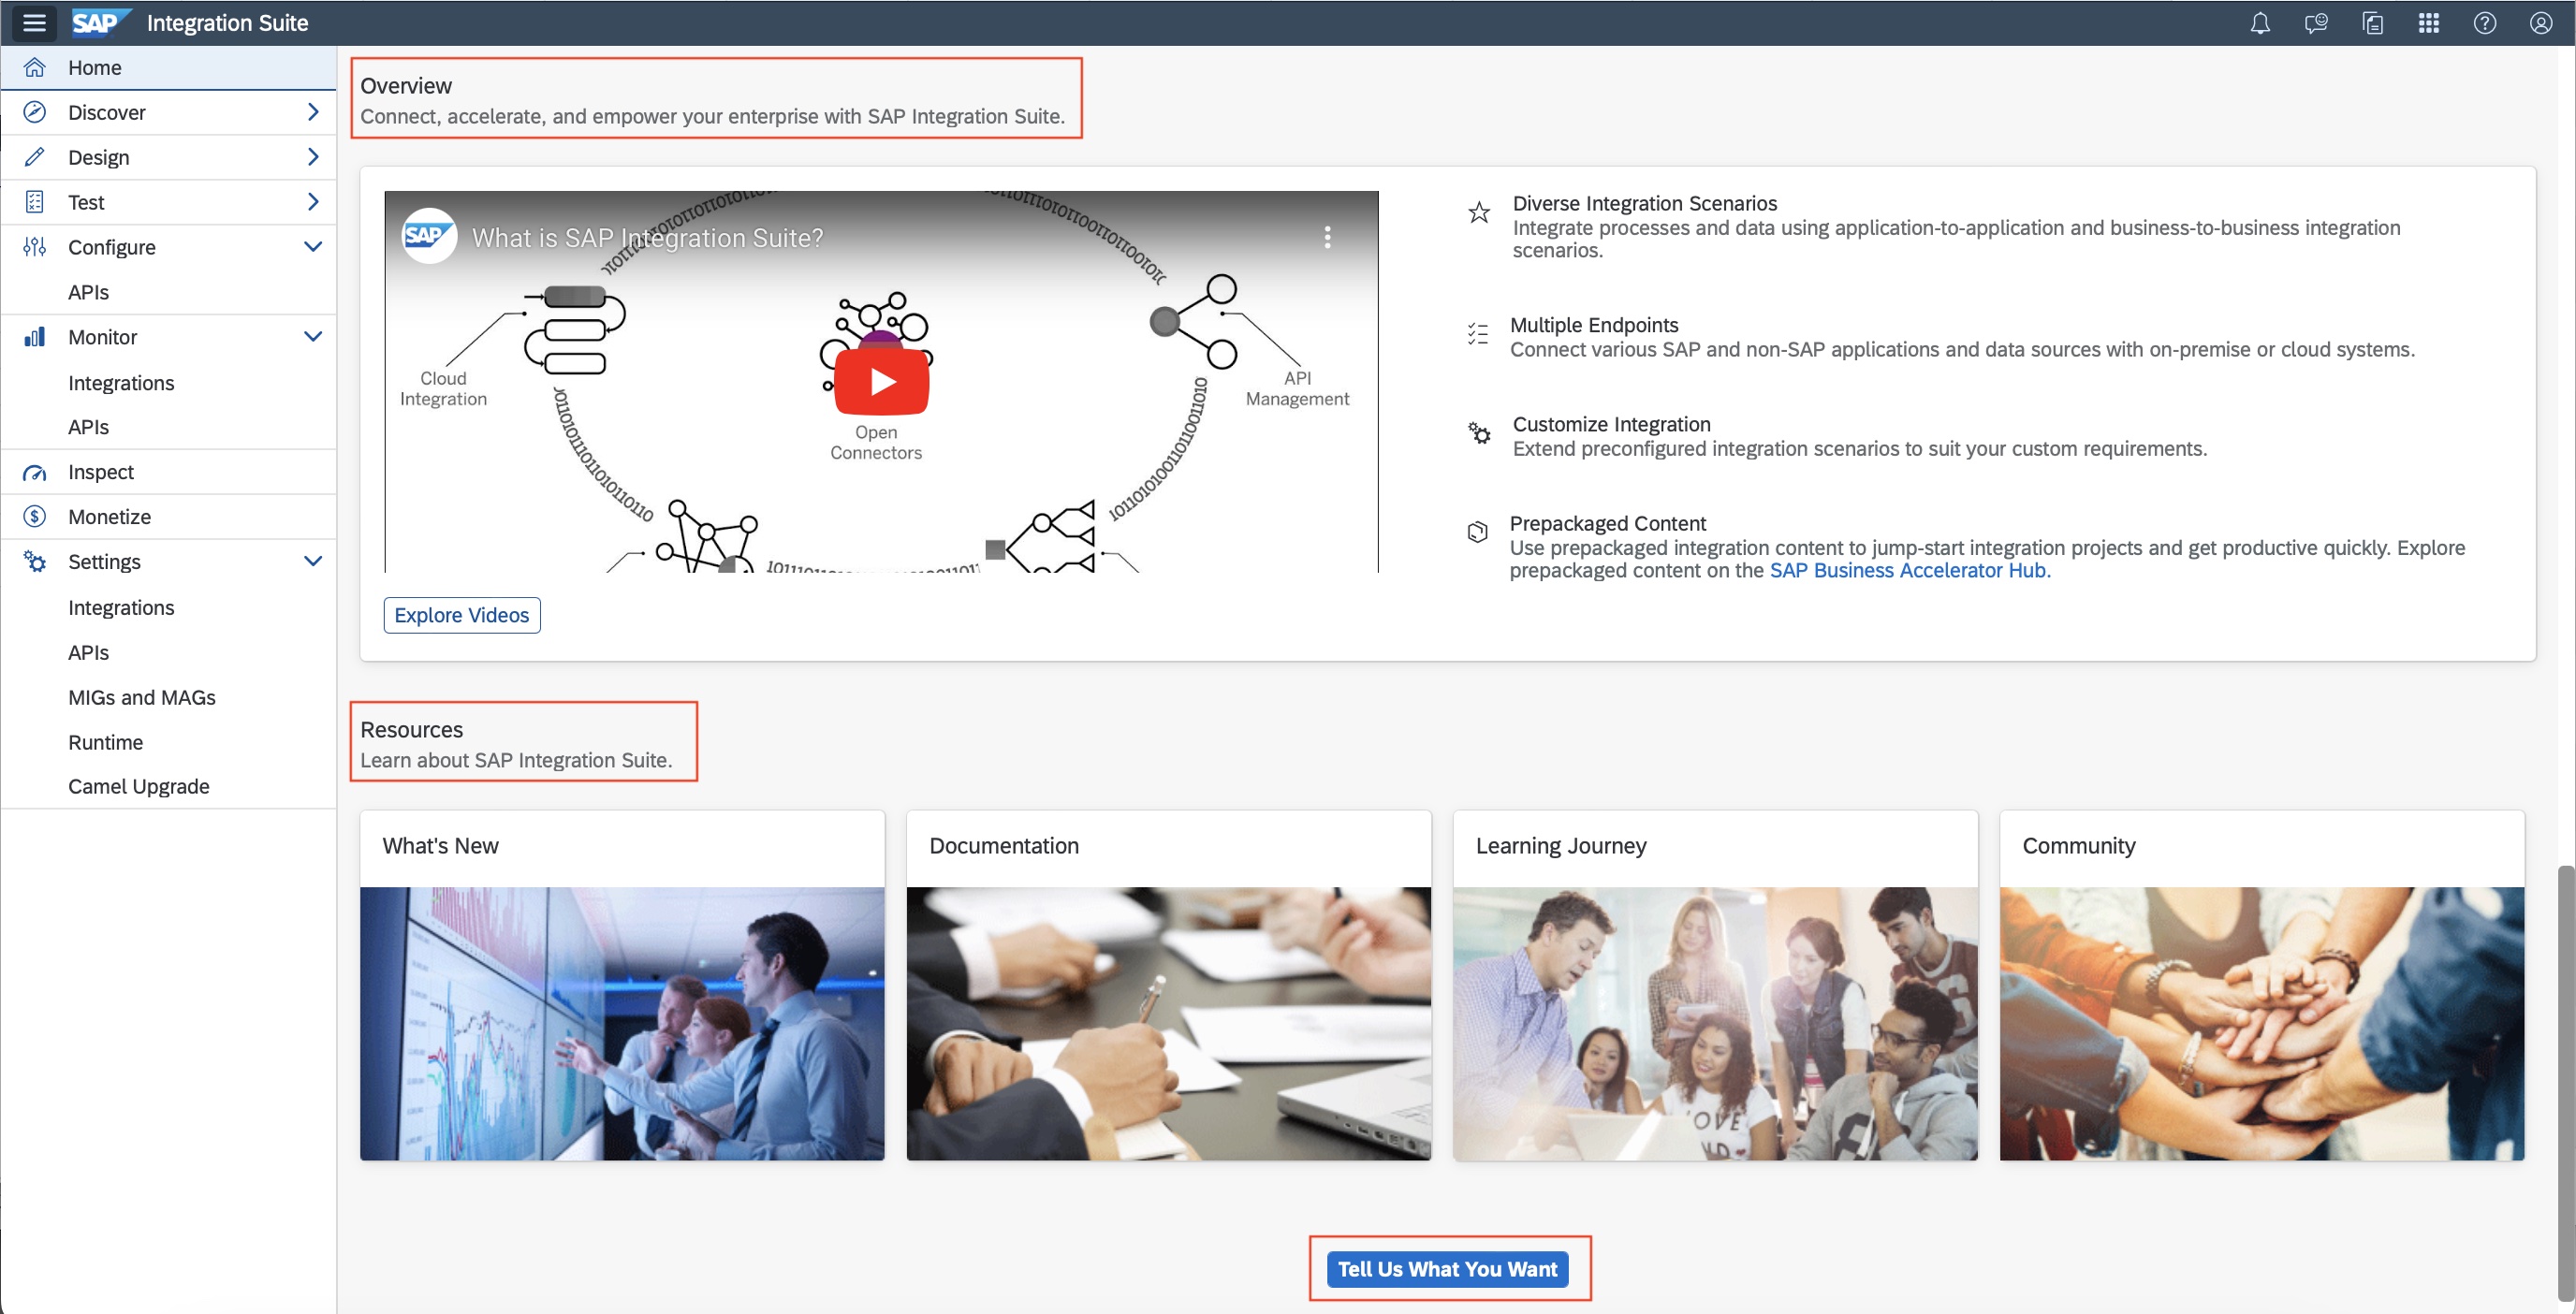 SAP Integration Suite
Home
Discover
Design
Test
Configure
APIs
Monitor
Integrations
APIs
Inspect
Monetize
Settings
Integrations
APIs
MIGs and MAGs
Runtime
Camel Upgrade
Overview
Connect, accelerate, and empower your enterprise with SAP Integration Suite.
SAP What is SAP Integration Suite?
Cloud
Integration
Open
Connectors
API
Management
Explore Videos
Diverse Integration Scenarios
Integrate processes and data using application-to-application and business-to-business integration
scenarios.
Multiple Endpoints
Connect various SAP and non-SAP applications and data sources with on-premise or cloud systems.
Customize Integration
Extend preconfigured integration scenarios to suit your custom requirements.
Prepackaged Content
Use prepackaged integration content to jump-start integration projects and get productive quickly. Explore
prepackaged content on the SAP Business Accelerator Hub.
Resources
Learn about SAP Integration Suite.
What's New
Documentation
Learning Journey
Community
Tell Us What You Want